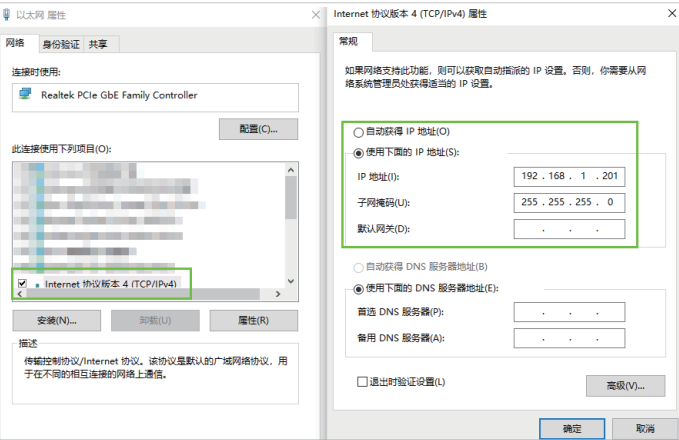 以太网 属性
网络 身份验证 共享
连接时使用:
Realtek PCIe GbE Family Controller
配置(C)...
此连接使用下列项目(O):
Internet 协议版本 4 (TCP/IPv4)
安装(N)... 卸载(U) 属性(R)
描述
传输控制协议/Internet 协议。该协议是默认的广域网络协议，用
于在不同的相互连接的网络上通信。
Internet 协议版本 4 (TCP/IPv4) 属性
常规
如果网络支持此功能，则可以获取自动指派的 IP 设置。否则，你需要从网
络系统管理员处获得适当的 IP 设置。
自动获得 IP 地址(O)
使用下面的 IP 地址(S):
IP 地址(I): 192 . 168 . 1 . 201
子网掩码(U): 255 . 255 . 255 . 0
默认网关(D): . . .
自动获得 DNS 服务器地址(B)
使用下面的 DNS 服务器地址(E):
首选 DNS 服务器(P): . . .
备用 DNS 服务器(A): . . .
退出时验证设置(L)
高级(V)...
确定 取消